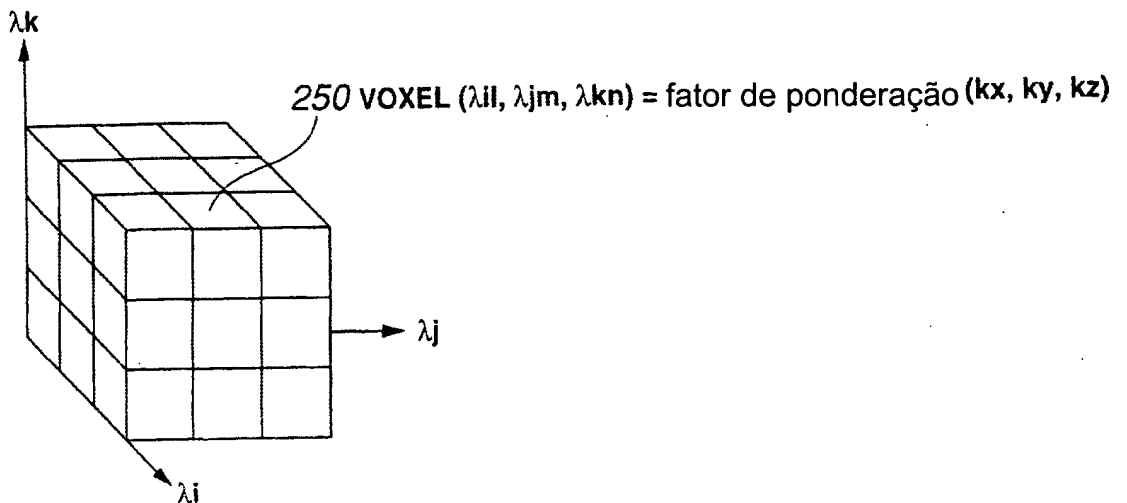 λk
250 VOXEL (λil, λjm, λkn) = fator de ponderação (kx, ky, kz)
λj
λi